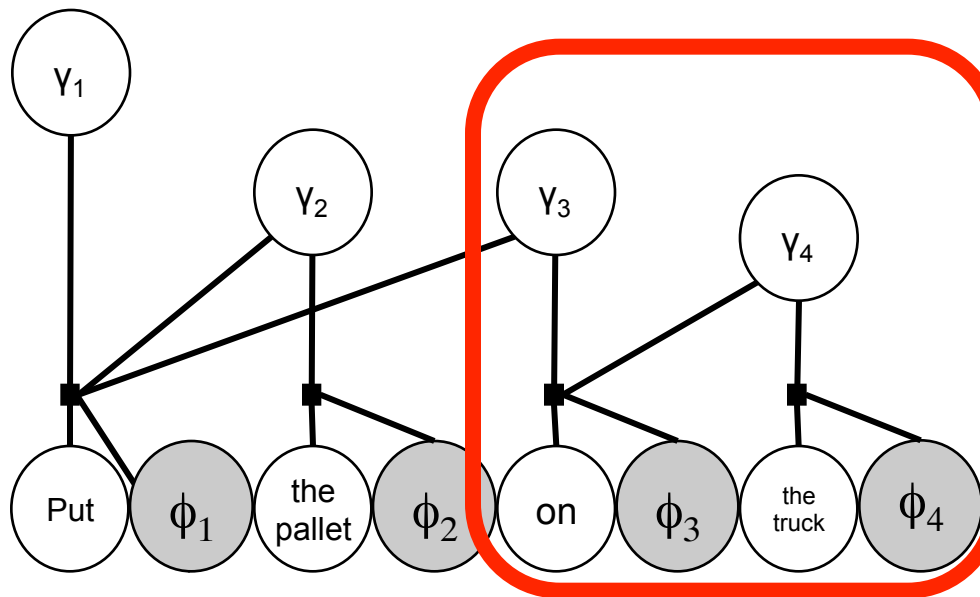 γ₁
γ₂
γ₃
γ₄
Put
ϕ₁
the
pallet
ϕ₂
on
ϕ₃
the
truck
ϕ₄